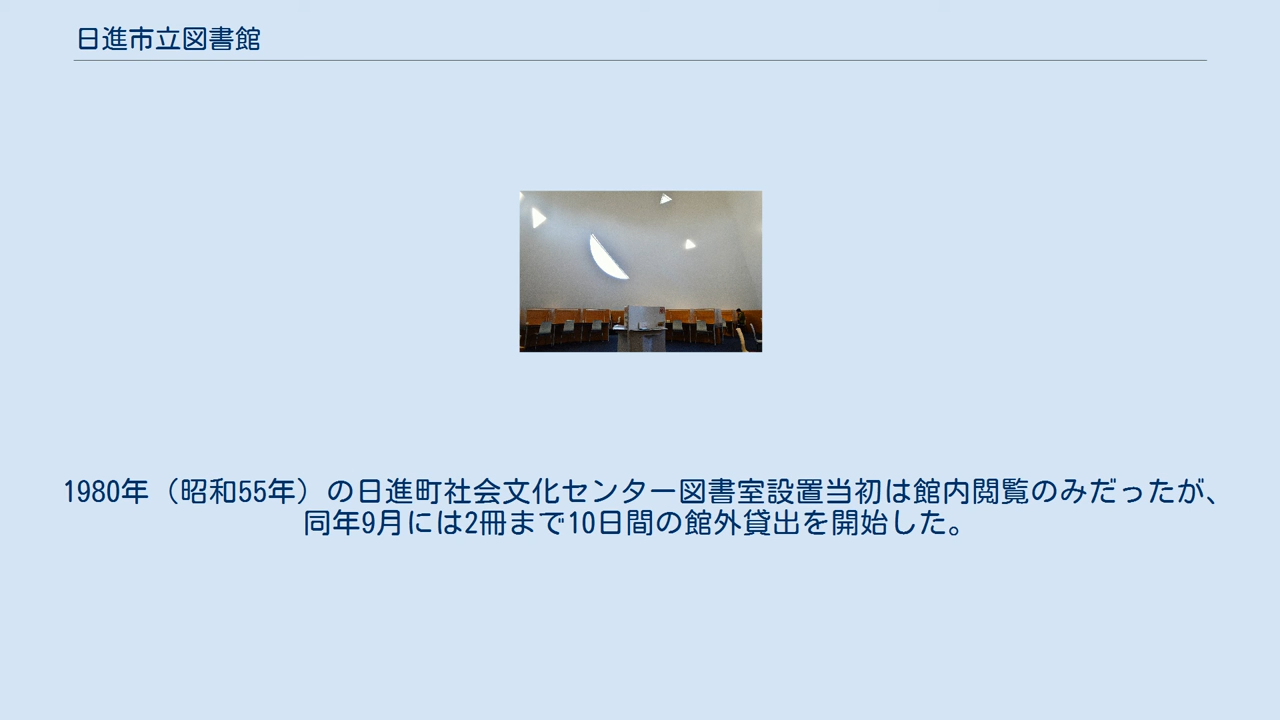 日進市立図書館
1980年（昭和55年）の日進町社会文化センター図書室設置当初は館内閲覧のみだったが、
同年9月には2冊まで10日間の館外貸出を開始した。